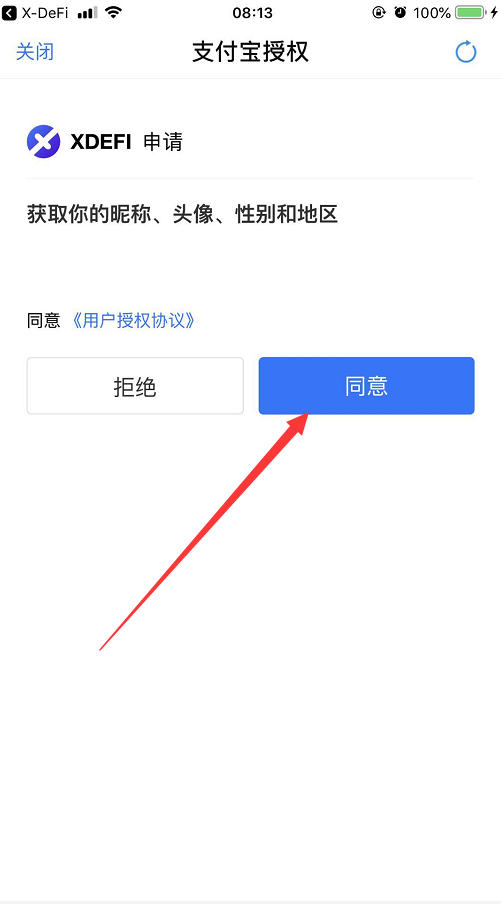 X-DeFi 08:13 100%
关闭 支付宝授权
XDEFI 申请
获取你的昵称、头像、性别和地区
同意 《用户授权协议》
拒绝 同意